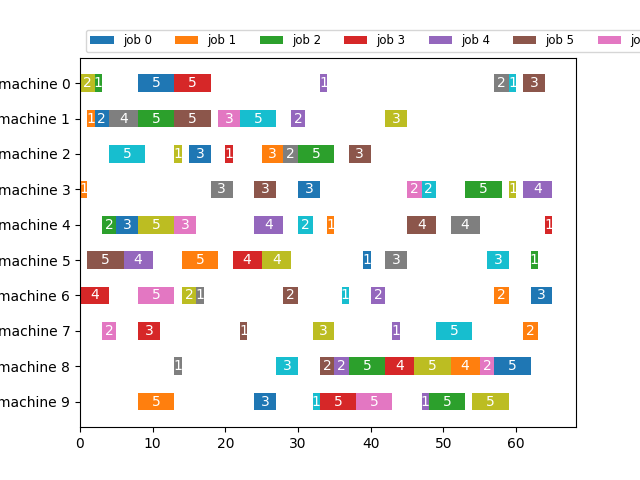 job 0 job 1 job 2 job 3 job 4 job 5 jo
machine 0 2 1 5 5 1 2 1 3
machine 1 1 2 4 5 5 3 5 2 3
machine 2 5 1 3 1 3 2 5 3
machine 3 1 3 3 3 2 2 5 1 4
machine 4 2 3 5 3 4 2 1 4 4 1
machine 5 5 4 5 4 4 1 3 3 1
machine 6 4 5 2 1 2 1 2 2 3
machine 7 2 3 1 3 1 5 2
machine 8 1 3 2 2 5 4 5 4 2 5
machine 9 5 3 1 5 5 1 5 5
0 10 20 30 40 50 60